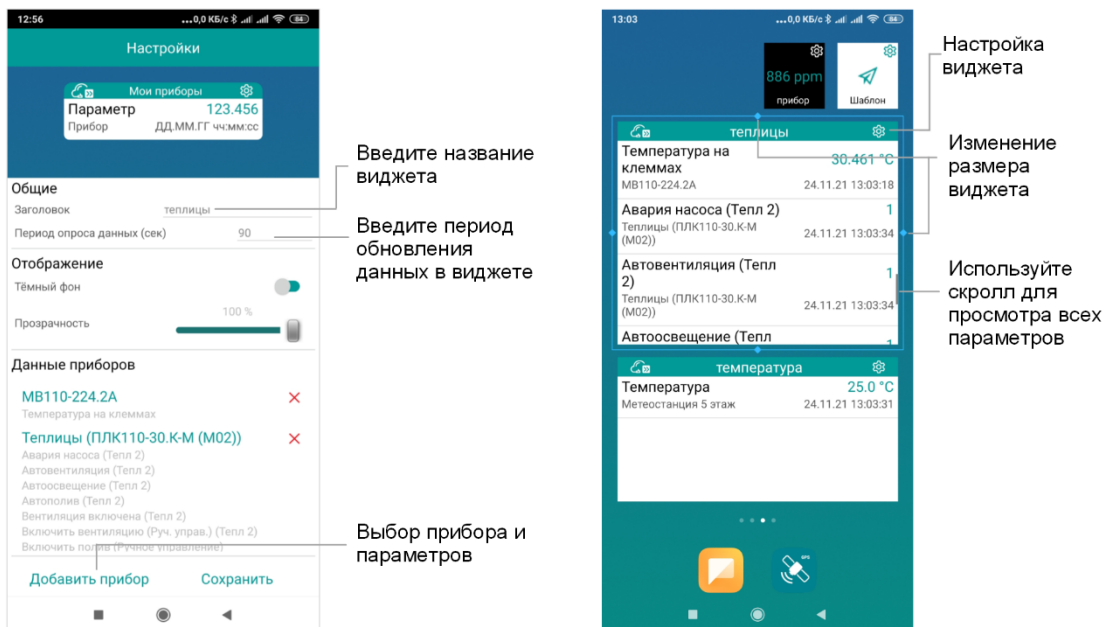 12:56
...0,0 КБ/с 84
Настройки
Мои приборы
Параметр 123.456
Прибор ДД.ММ.ГГ чч:мм:сс
Общие
Заголовок теплицы
Период опроса данных (сек) 90
Отображение
Тёмный фон
100 %
Прозрачность
Данные приборов
МВ110-224.2А
Температура на клеммах
Теплицы (ПЛК110-30.К-М (М02))
Авария насоса (Тепл 2)
Автовентиляция (Тепл 2)
Автоосвещение (Тепл 2)
Автополив (Тепл 2)
Вентиляция включена (Тепл 2)
Включить вентиляцию (Руч. управ.) (Тепл 2)
Включить полив (Ручное управление)
Добавить прибор Сохранить
Введите название
виджета
Введите период
обновления
данных в виджете
Выбор прибора и
параметров
13:03
...0,0 КБ/с 84
886 ppm
прибор
Шаблон
теплицы
Температура на
клеммах
30.461 °C
МВ110-224.2А 24.11.21 13:03:18
Авария насоса (Тепл 2) 1
Теплицы (ПЛК110-30.К-М
(М02))
24.11.21 13:03:34
Автовентиляция (Тепл
2)
1
Теплицы (ПЛК110-30.К-М
(М02))
24.11.21 13:03:34
Автоосвещение (Тепл
1
температура
Температура 25.0 °C
Метеостанция 5 этаж 24.11.21 13:03:31
GPS
Настройка
виджета
Изменение
размера
виджета
Используйте
скролл для
просмотра всех
параметров